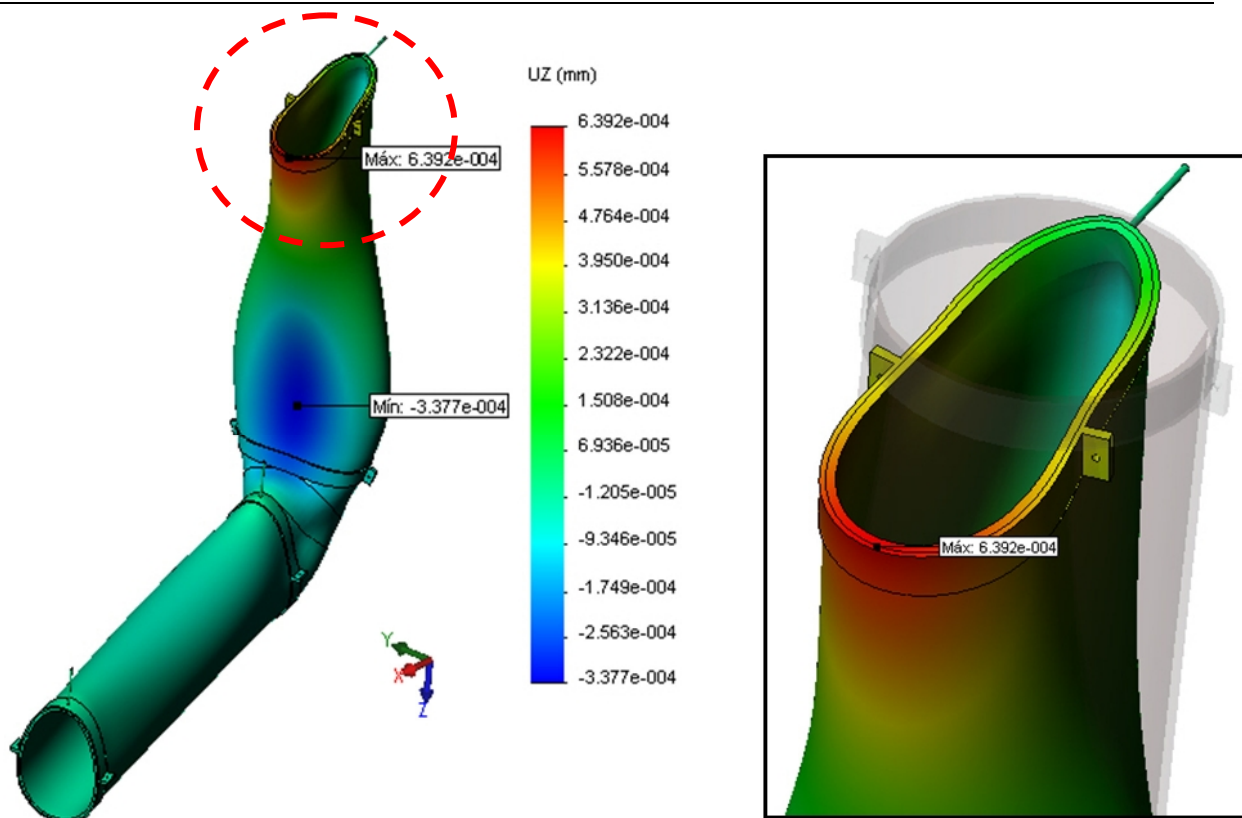 UZ (mm)
6.392e-004
5.578e-004
4.764e-004
3.950e-004
3.136e-004
2.322e-004
1.508e-004
6.936e-005
-1.205e-005
-9.346e-005
-1.749e-004
-2.563e-004
-3.377e-004
Máx: 6.392e-004
Mín: -3.377e-004
Y
X
Z
Máx: 6.392e-004